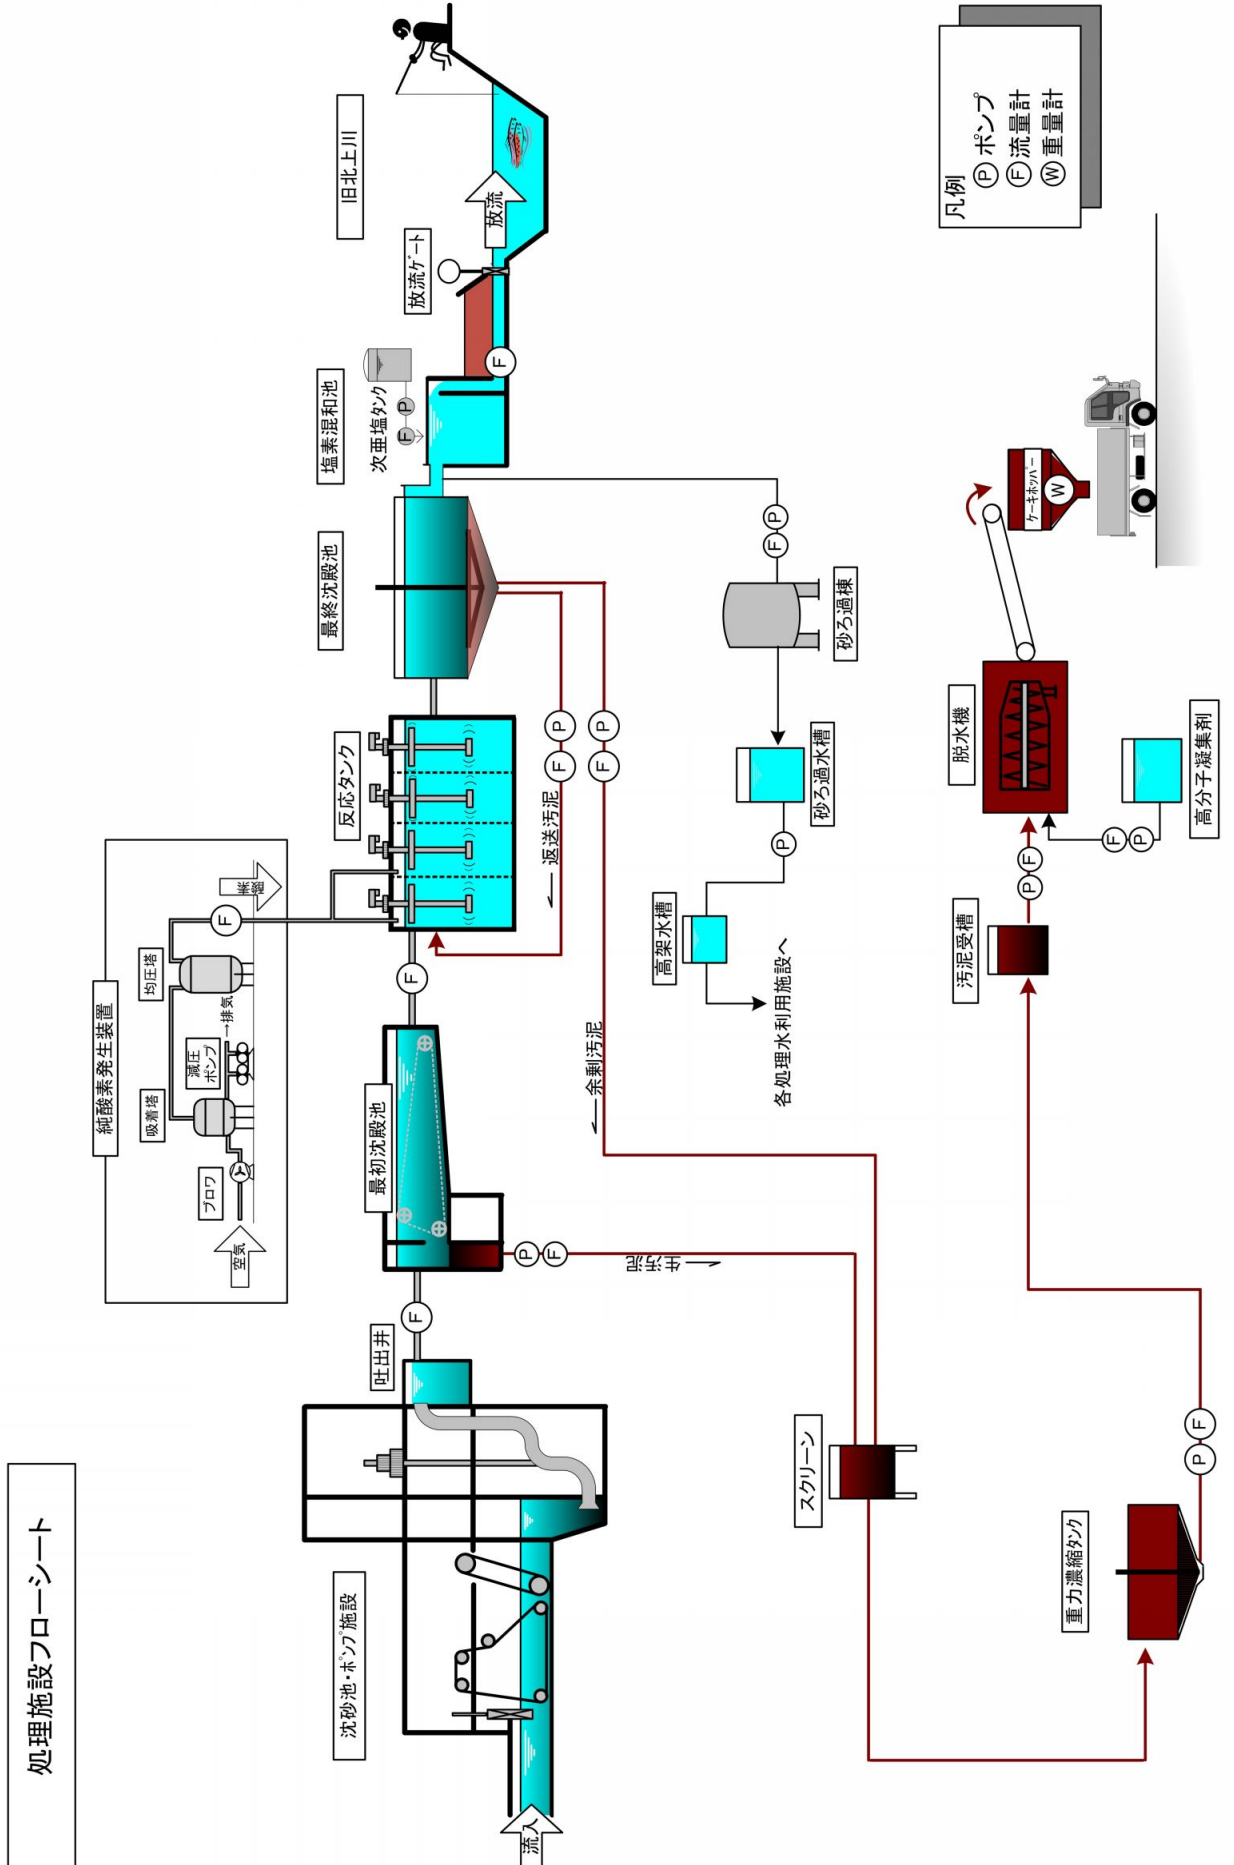 処理施設フローシート
純酸素発生装置
空気
ブロワ
吸着塔
減圧
ポンプ
→排気
均圧塔
F
酸素
流入
沈砂池・ポンプ施設
吐出井
F
最初沈殿池
P
F
生汚泥
F
反応タンク
返送汚泥
F
P
余剰汚泥
F
P
最終沈殿池
塩素混和池
次亜塩タンク
F
P
F
放流ゲート
放流
旧北上川
P
F
砂ろ過棟
砂ろ過水槽
P
高架水槽
各処理水利用施設へ
スクリーン
重力濃縮タンク
P
F
汚泥受槽
P
F
脱水機
高分子凝集剤
P
F
ケーキホッパー
W
凡例
P ポンプ
F 流量計
W 重量計